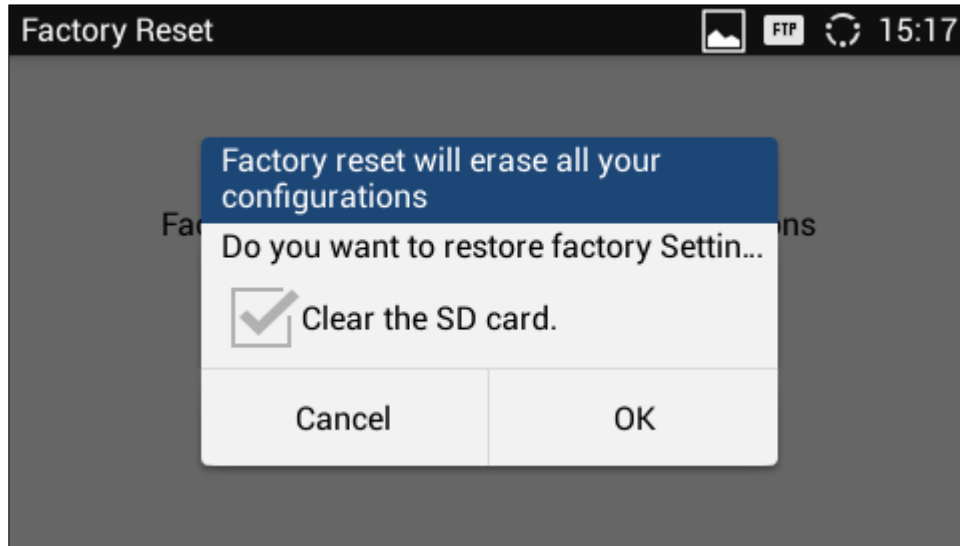 Factory Reset FTP 15:17
Factory reset will erase all your
configurations
Do you want to restore factory Settin...
Clear the SD card.
Cancel OK